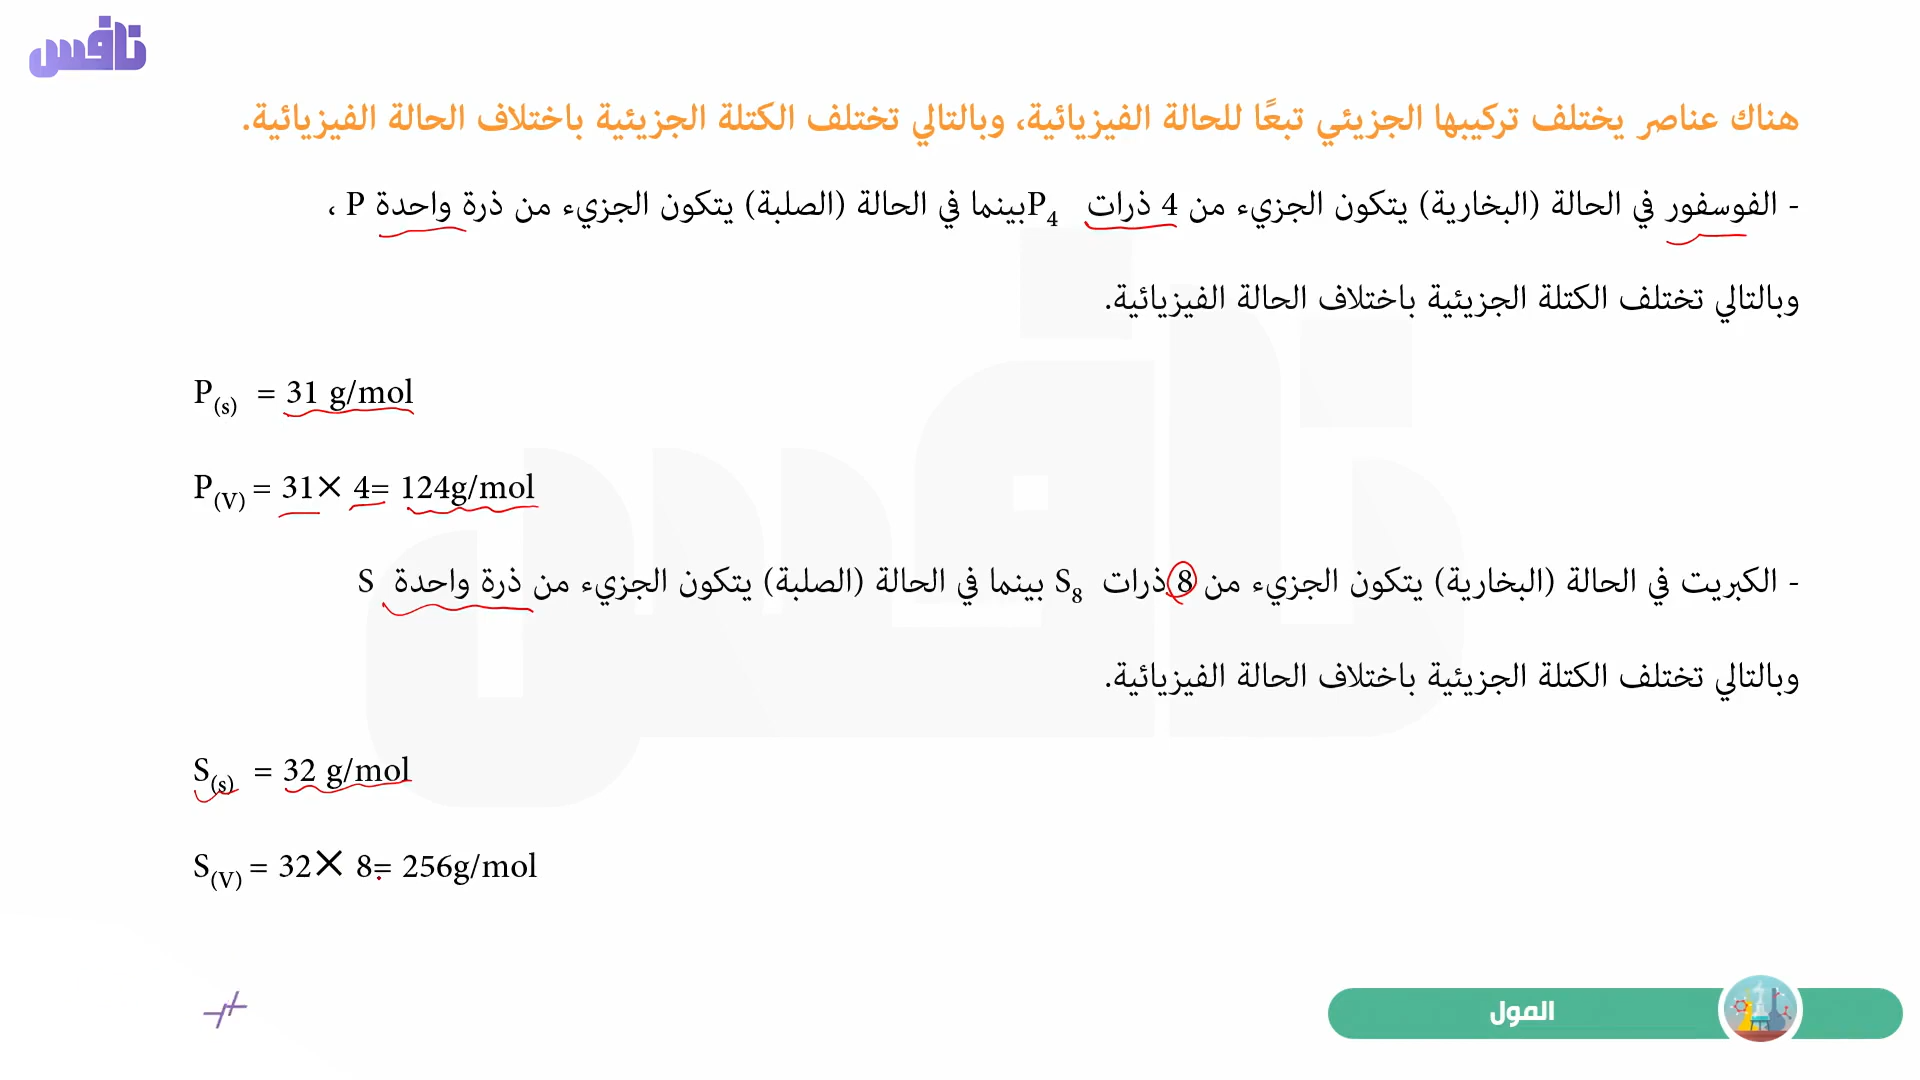 نافس
هناك عناصر يختلف تركيبها الجزيئي تبعًا للحالة الفيزيائية، وبالتالي تختلف الكتلة الجزيئية باختلاف الحالة الفيزيائية.
- الفوسفور في الحالة (البخارية) يتكون الجزيء من 4 ذرات P₄ بينما في الحالة (الصلبة) يتكون الجزيء من ذرة واحدة P ،
وبالتالي تختلف الكتلة الجزيئية باختلاف الحالة الفيزيائية.
P₍s₎ = 31 g/mol
P(V) = 31× 4= 124g/mol
- الكبريت في الحالة (البخارية) يتكون الجزيء من 8 ذرات S₈ بينما في الحالة (الصلبة) يتكون الجزيء من ذرة واحدة S
وبالتالي تختلف الكتلة الجزيئية باختلاف الحالة الفيزيائية.
S₍s₎ = 32 g/mol
S(V) = 32× 8= 256g/mol
المول